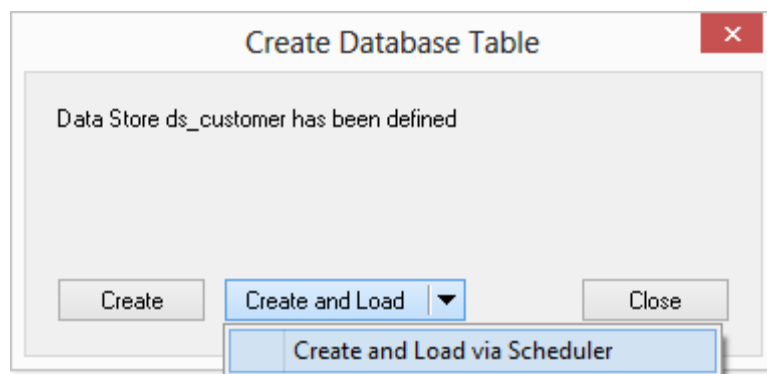 Create Database Table
Data Store ds_customer has been defined
Create
Create and Load
Close
Create and Load via Scheduler